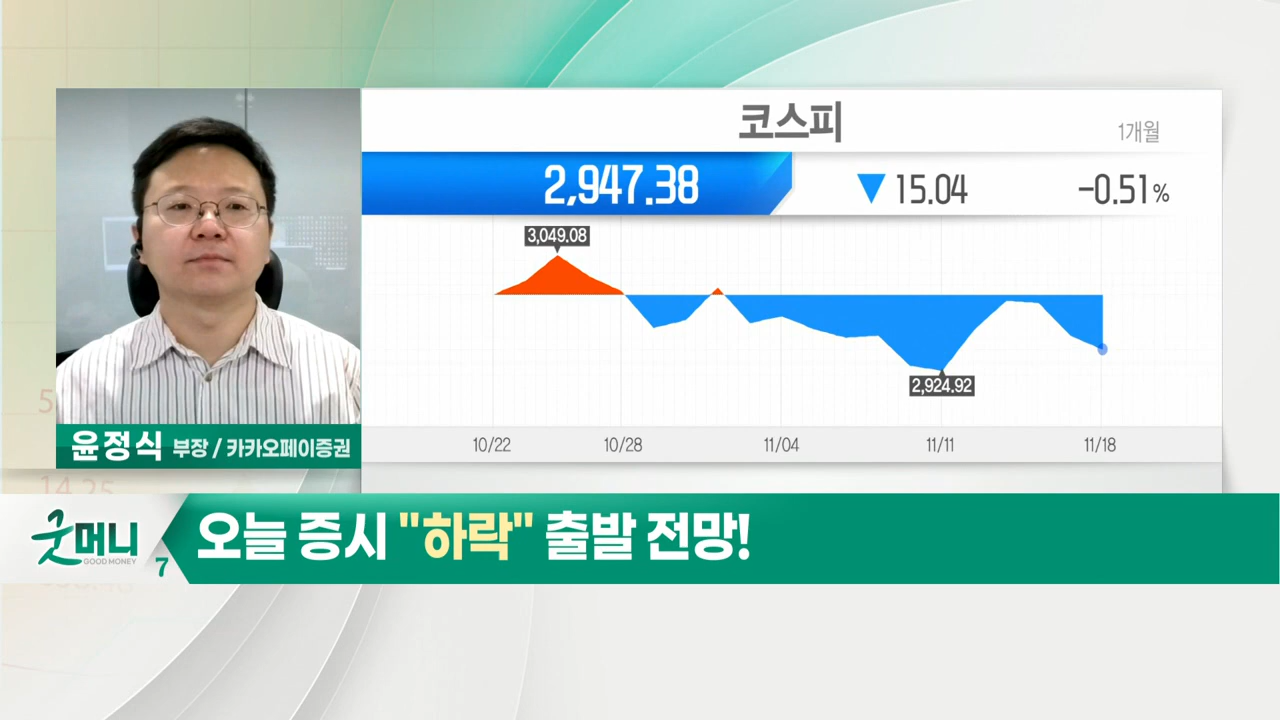 코스피
1개월
2,947.38 ▼ 15.04 -0.51%
3,049.08
2,924.92
10/22 10/28 11/04 11/11 11/18
윤정식 부장 / 카카오페이증권
굿머니 7
GOOD MONEY
오늘 증시 "하락" 출발 전망!
14.25